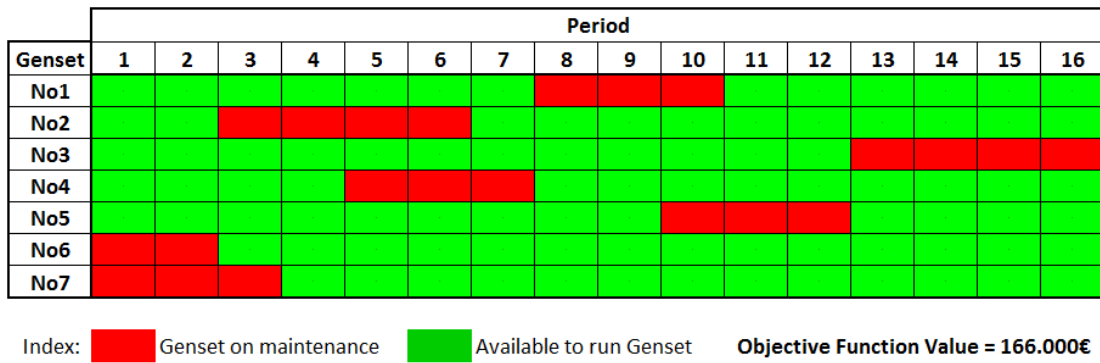 Period
Genset 1 2 3 4 5 6 7 8 9 10 11 12 13 14 15 16
No1
No2
No3
No4
No5
No6
No7
Index: Genset on maintenance Available to run Genset Objective Function Value = 166.000€